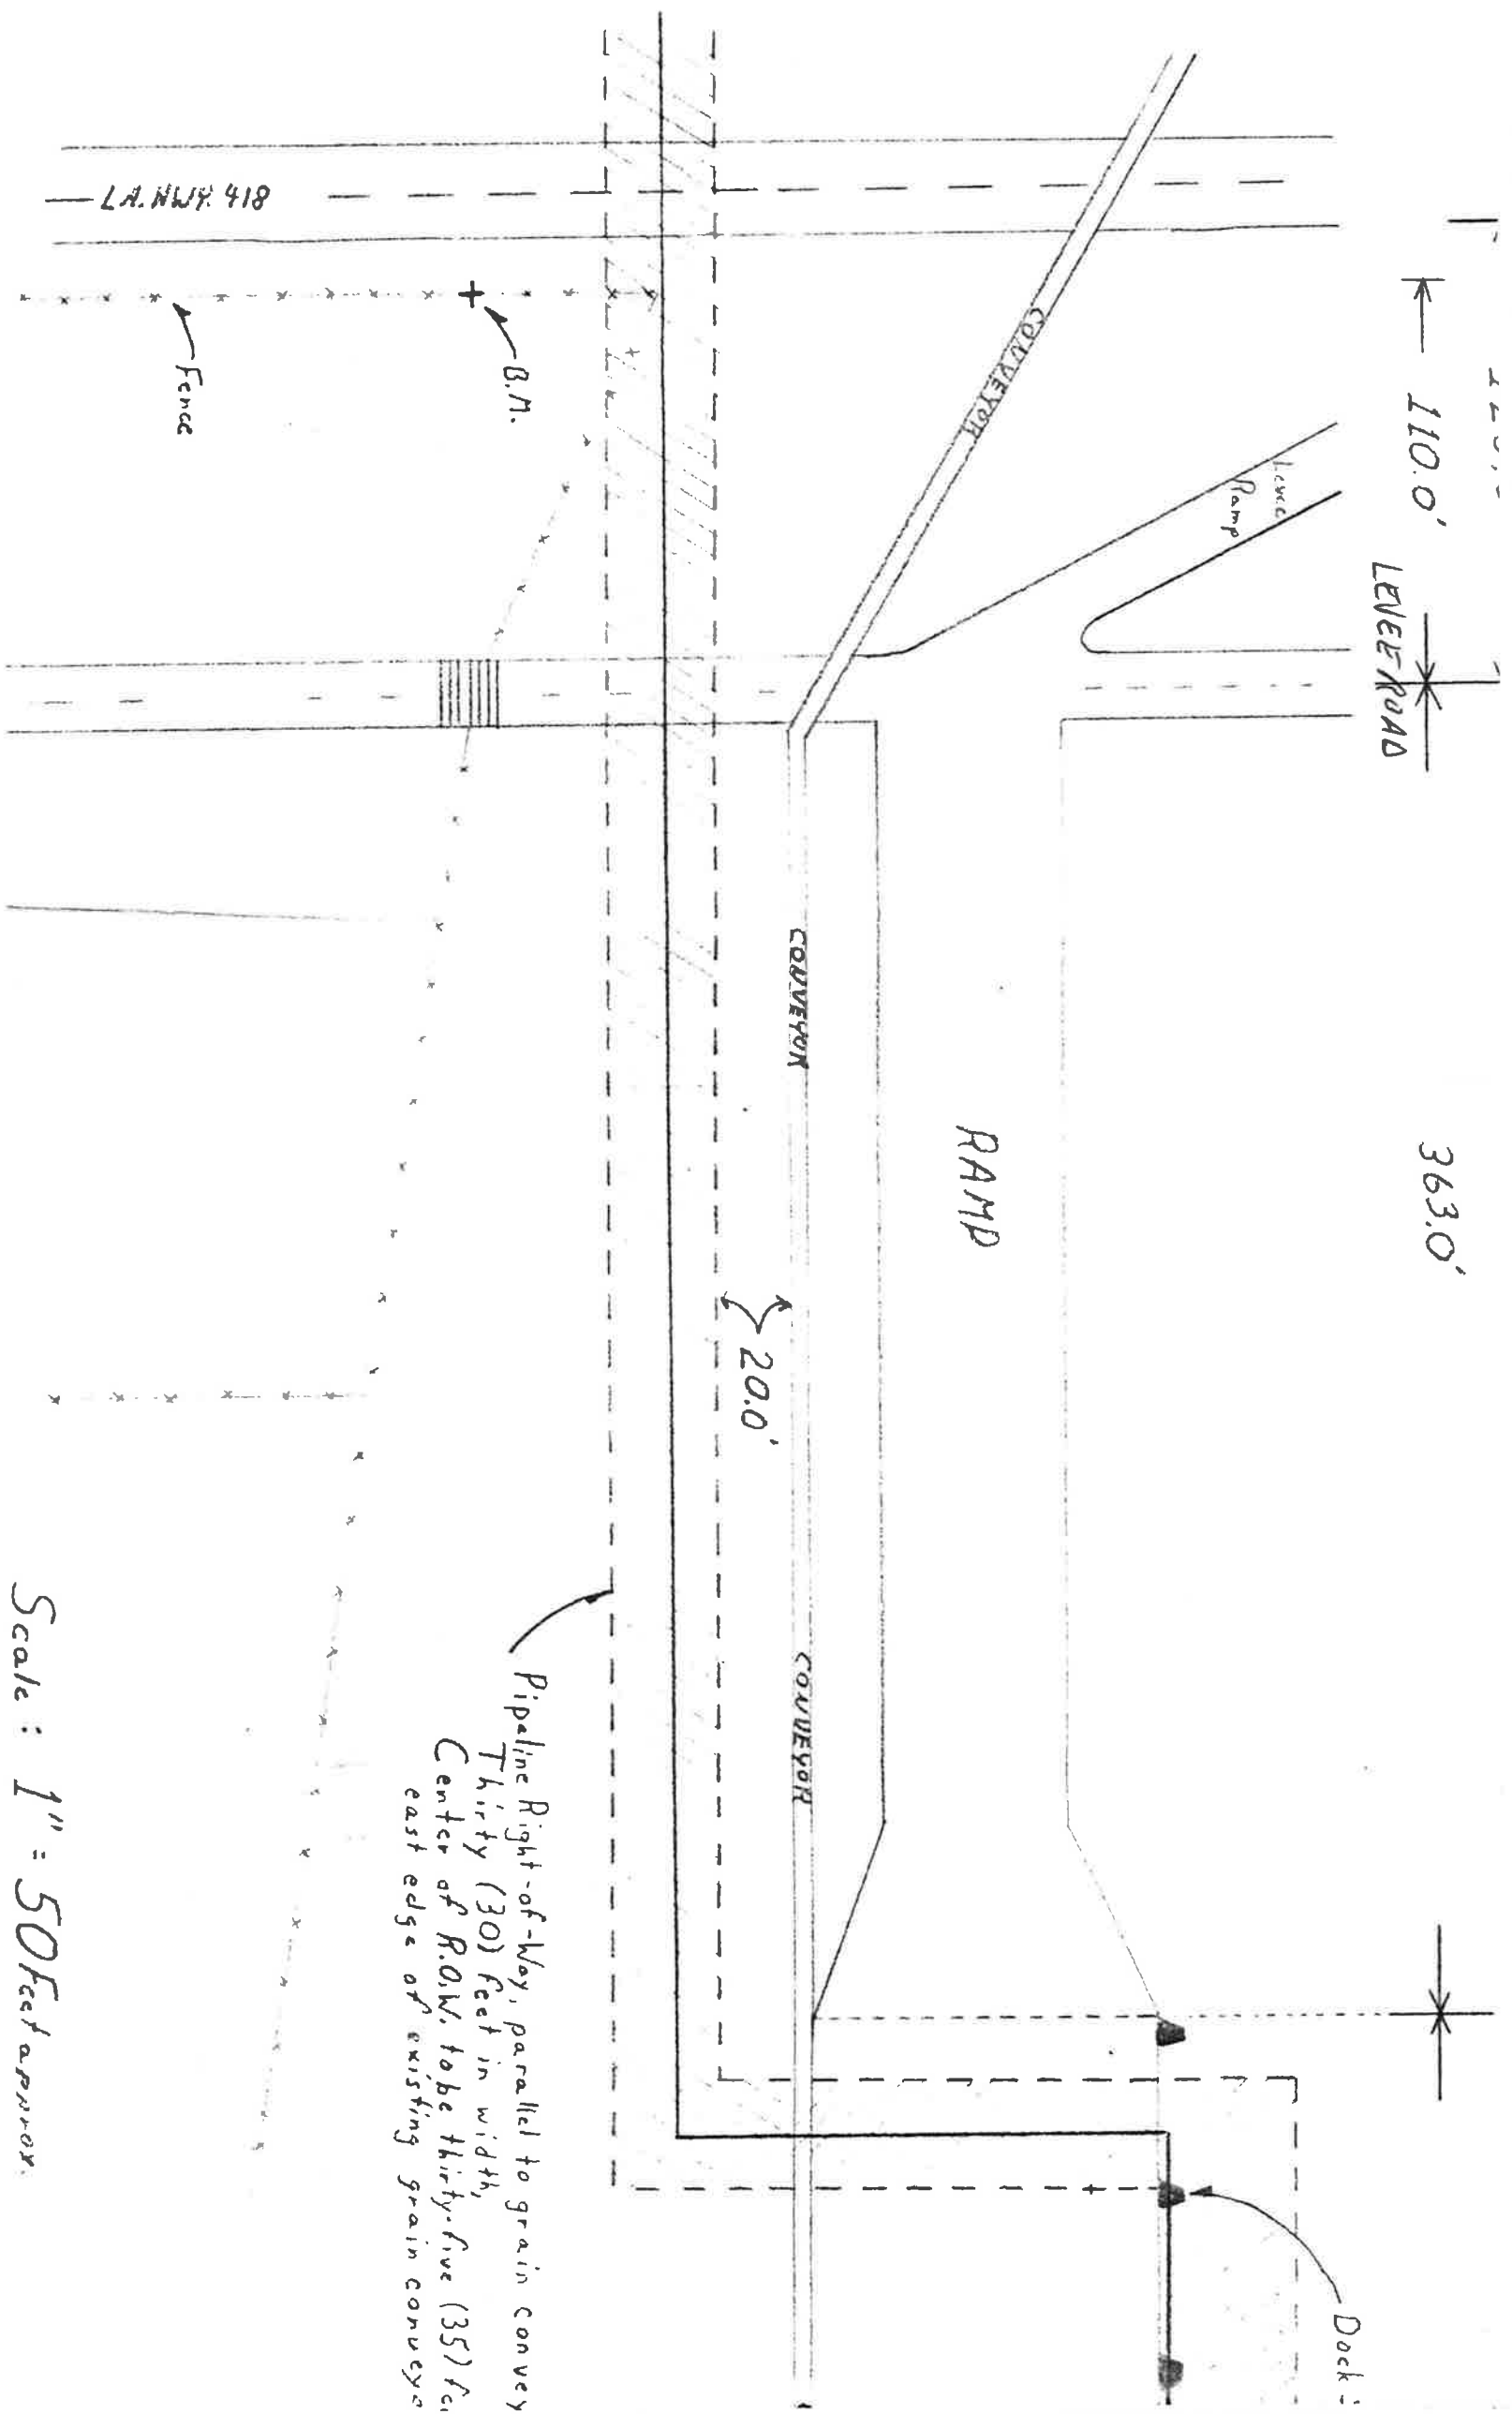 LA. HWY. 418
Fence
B.M.
CONVEYOR
Levee
Ramp
110.0'
LEVEE ROAD
363.0'
CONVEYOR
RAMP
20.0'
CONVEYOR
Pipeline Right-of-Way, parallel to grain convey
Thirty (30) feet in width,
Center of R.O.W. to be thirty-five (35) fe
east edge of existing grain conveyo
Dock
Scale: 1" = 50 Feet approx.